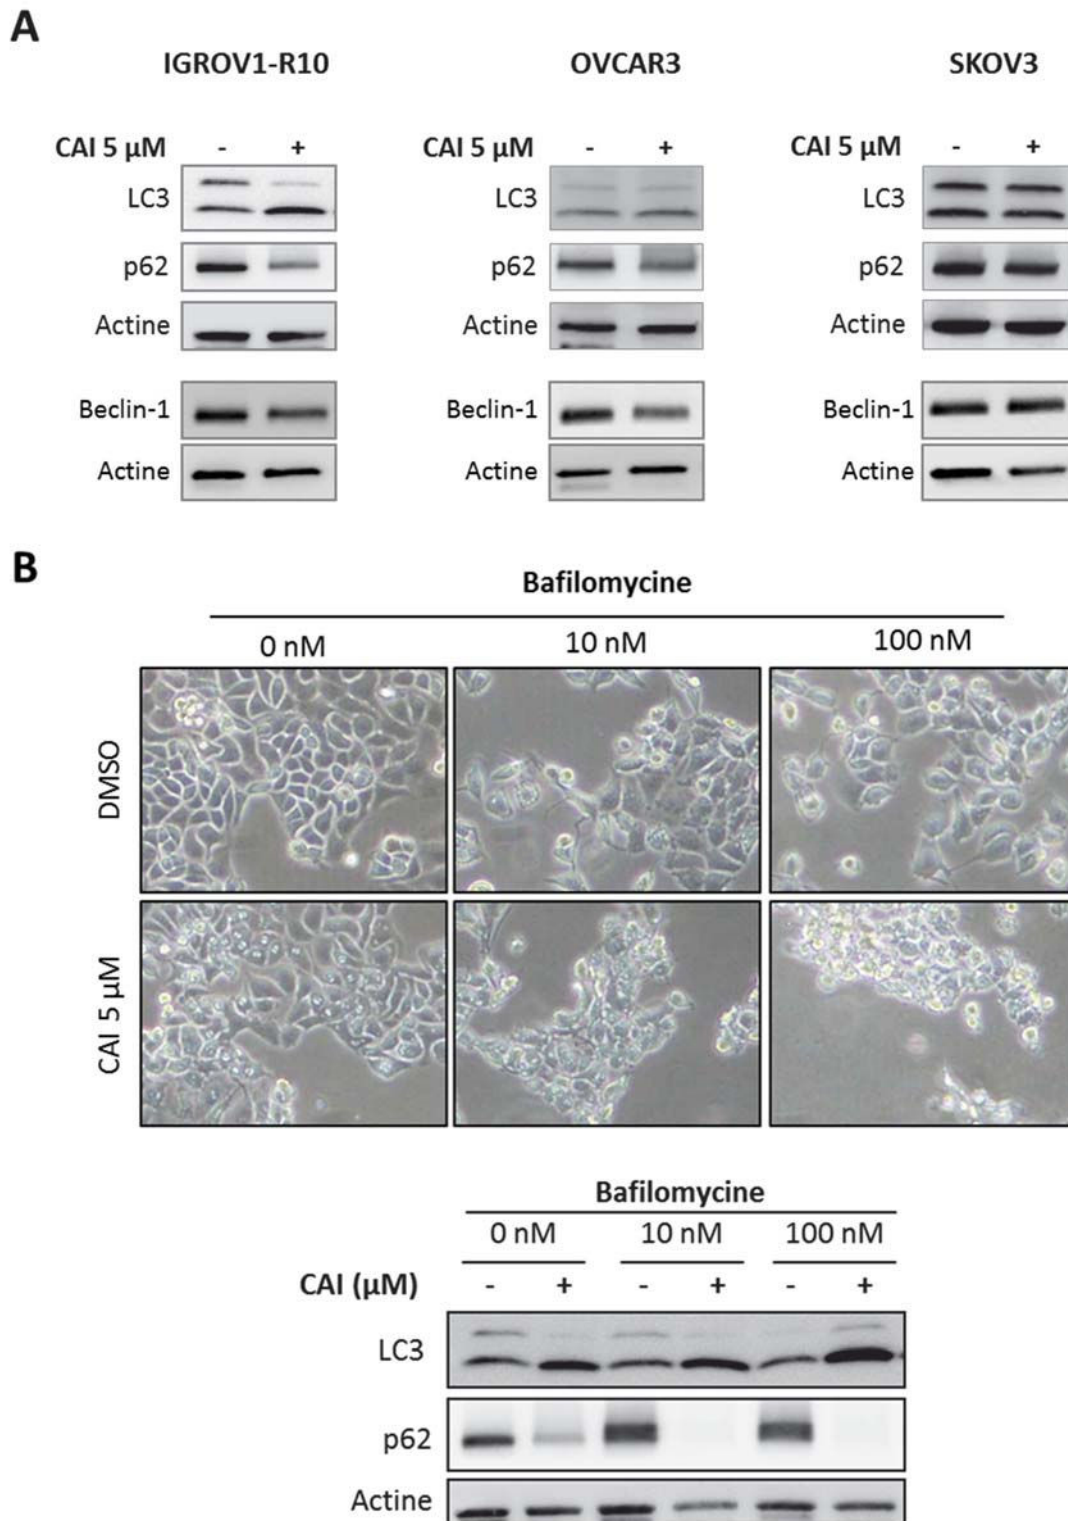 A
IGROV1-R10 OVCAR3 SKOV3
CAI 5 µM - + CAI 5 µM - + CAI 5 µM - +
LC3 LC3 LC3
p62 p62 p62
Actine Actine Actine
Beclin-1 Beclin-1 Beclin-1
Actine Actine Actine
B
Bafilomycine
0 nM 10 nM 100 nM
DMSO
CAI 5 µM
Bafilomycine
0 nM 10 nM 100 nM
CAI (µM) - + - + - +
LC3
p62
Actine